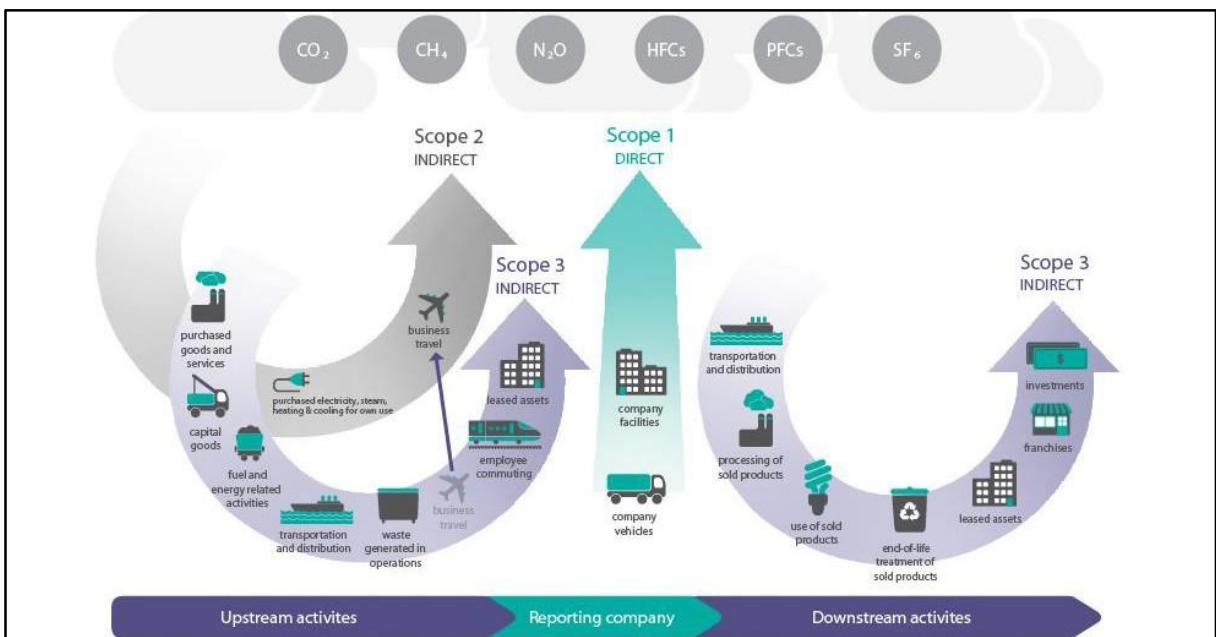 CO₂
CH₄
N₂O
HFCs
PFCs
SF₆
Scope 2
INDIRECT
Scope 1
DIRECT
Scope 3
INDIRECT
Scope 3
INDIRECT
purchased
goods and
services
capital
goods
fuel and
energy related
activities
purchased electricity, steam,
heating & cooling for own use
transportation
and distribution
waste
generated in
operations
business
travel
business
travel
employee
commuting
leased assets
company
facilities
company
vehicles
transportation
and distribution
processing of
sold products
use of sold
products
end-of-life
treatment of
sold products
leased assets
franchises
investments
$
Upstream activites
Reporting company
Downstream activites